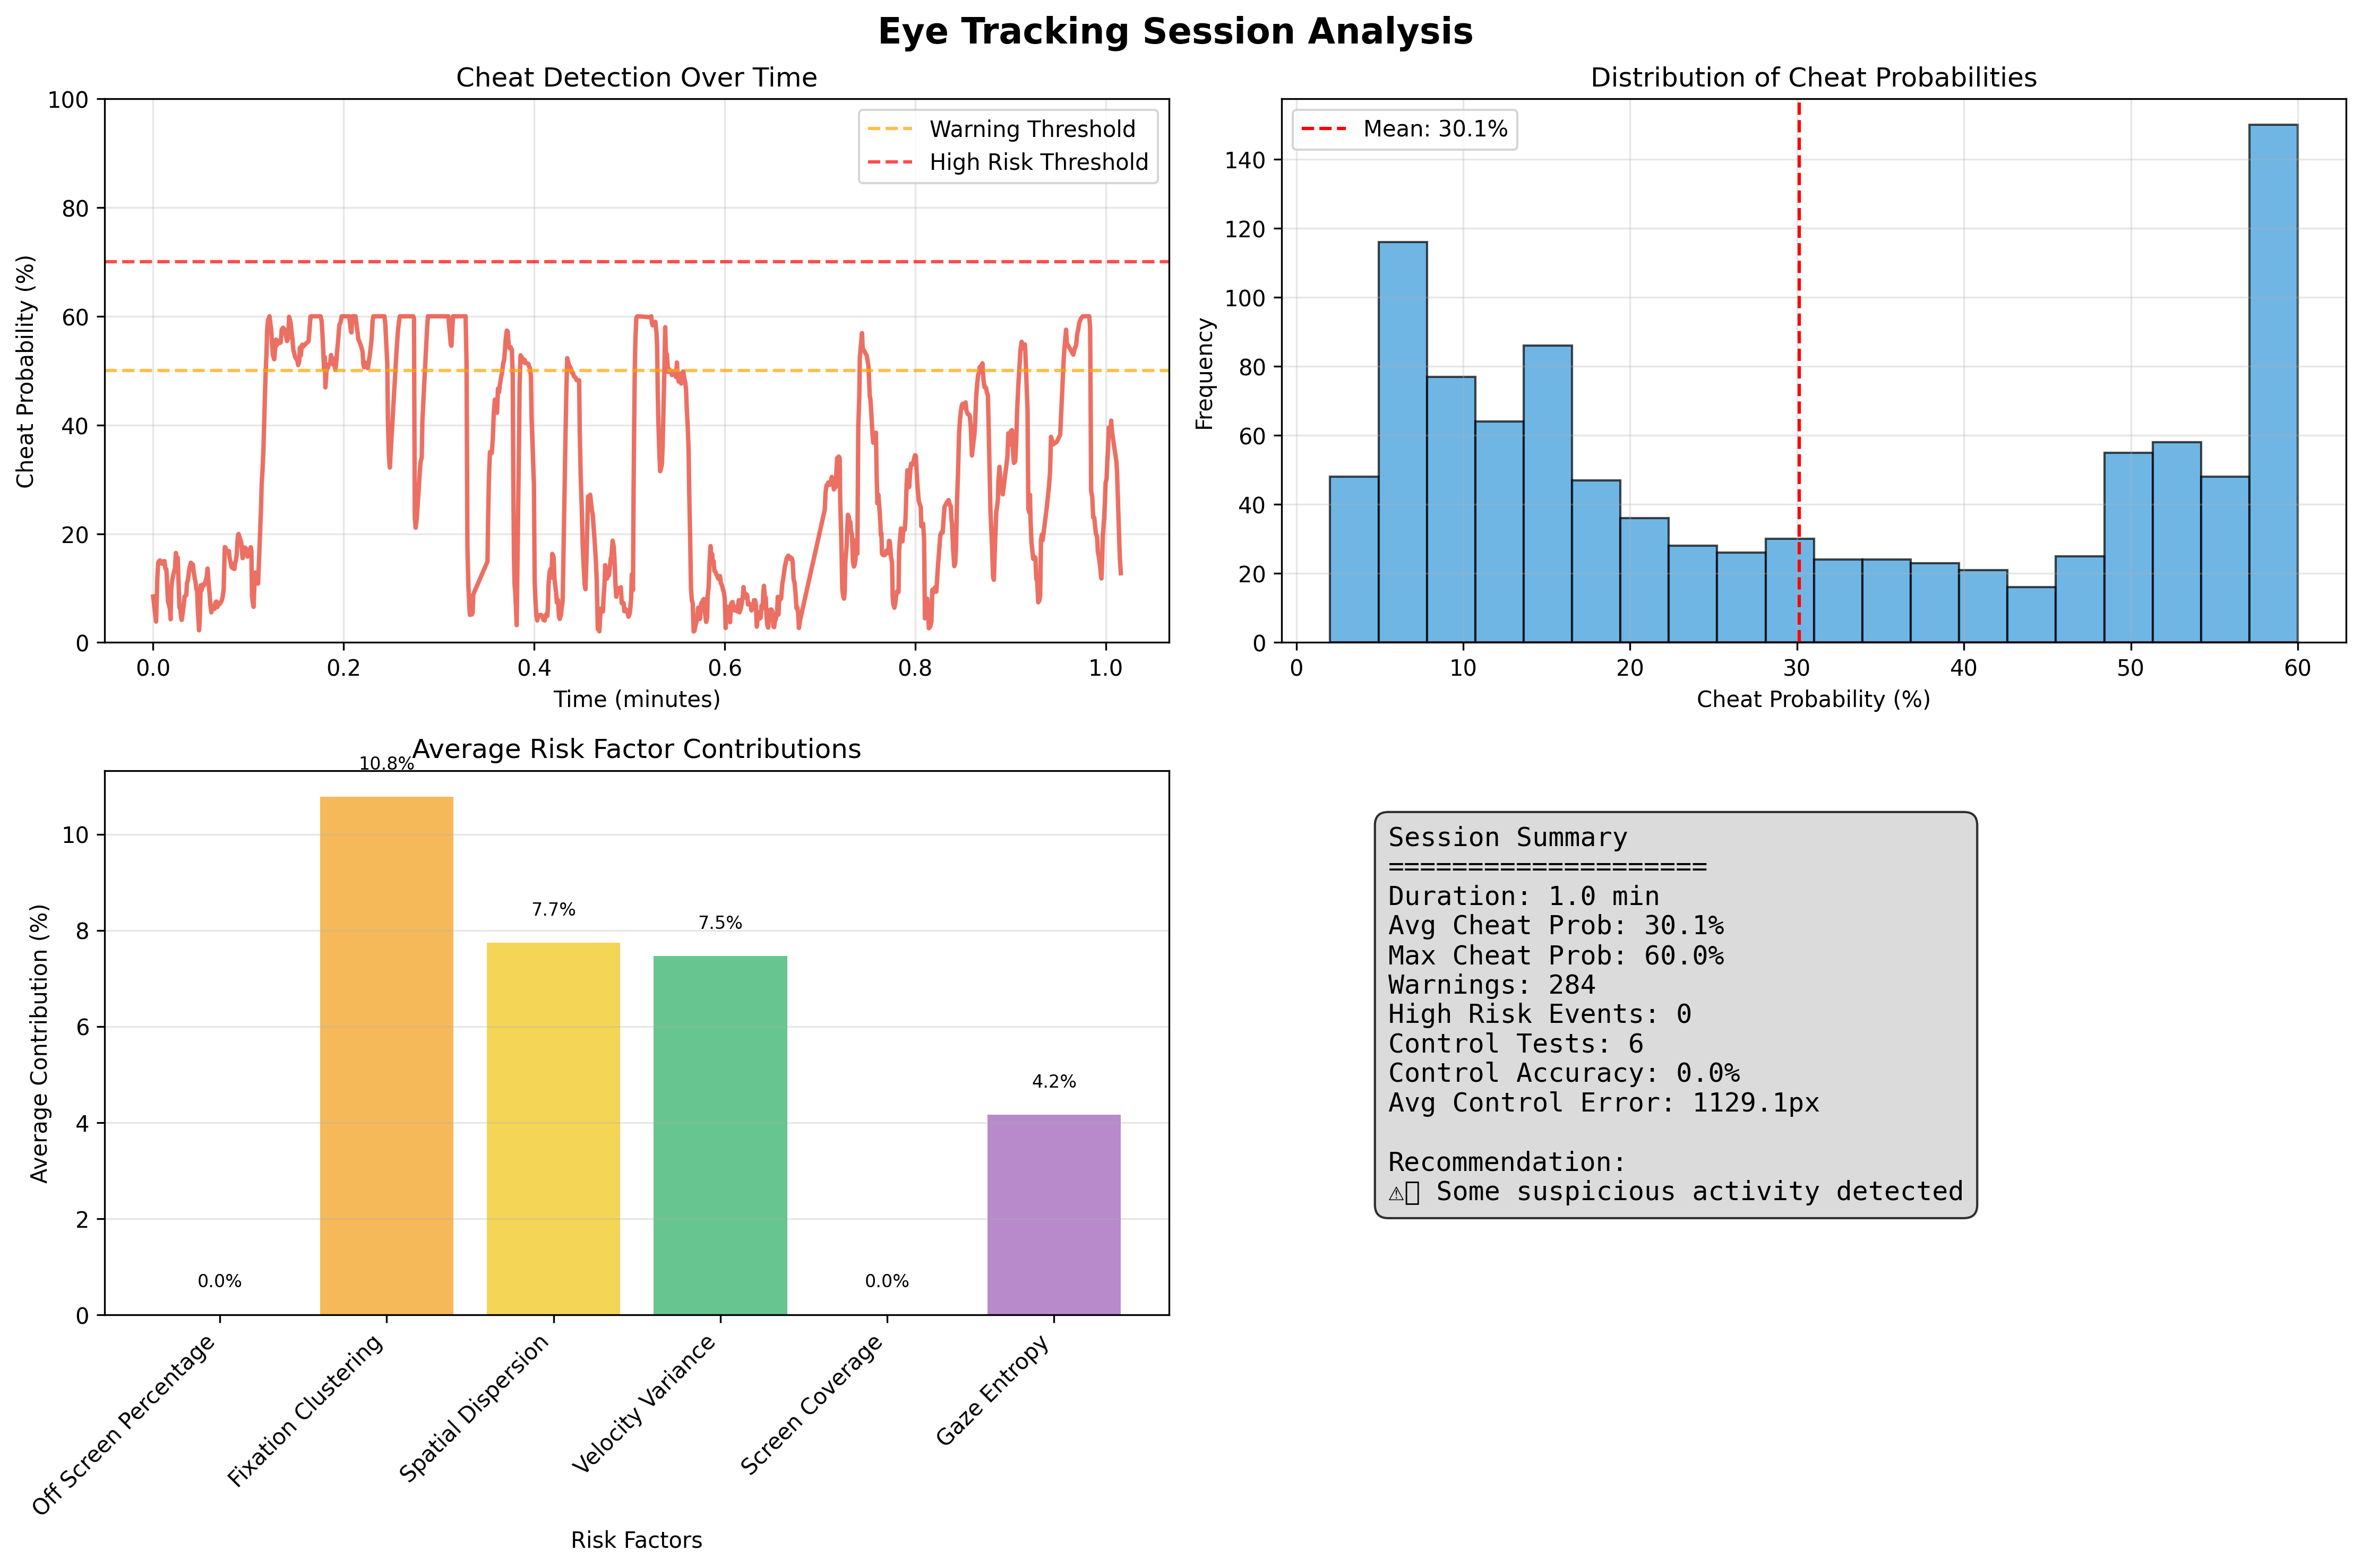 Eye Tracking Session Analysis
Cheat Detection Over Time
100
80
60
40
20
0
Cheat Probability (%)
Warning Threshold
High Risk Threshold
0.0 0.2 0.4 0.6 0.8 1.0
Time (minutes)
Distribution of Cheat Probabilities
Mean: 30.1%
140
120
100
80
60
40
20
0
Frequency
0 10 20 30 40 50 60
Cheat Probability (%)
Average Risk Factor Contributions
10
8
6
4
2
0
Average Contribution (%)
0.0% 10.8% 7.7% 7.5% 0.0% 4.2%
Off Screen Percentage
Fixation Clustering
Spatial Dispersion
Velocity Variance
Screen Coverage
Gaze Entropy
Risk Factors
Session Summary
====================
Duration: 1.0 min
Avg Cheat Prob: 30.1%
Max Cheat Prob: 60.0%
Warnings: 284
High Risk Events: 0
Control Tests: 6
Control Accuracy: 0.0%
Avg Control Error: 1129.1px
Recommendation:
⚠▯ Some suspicious activity detected